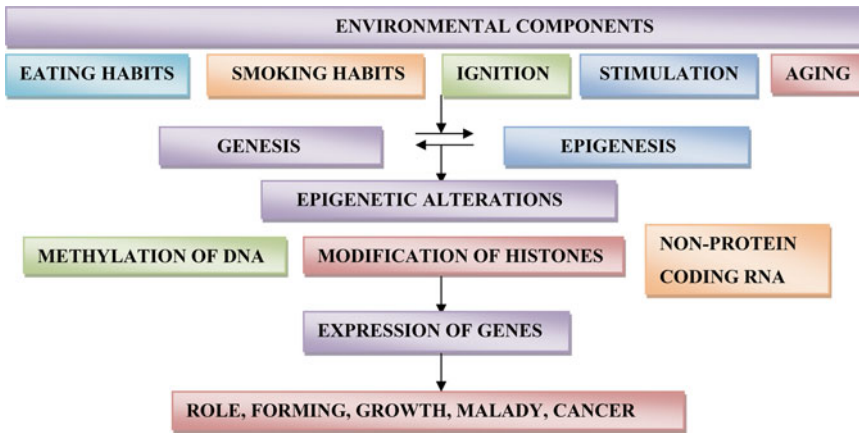 ENVIRONMENTAL COMPONENTS
EATING HABITS
SMOKING HABITS
IGNITION
STIMULATION
AGING
GENESIS
EPIGENESIS
EPIGENETIC ALTERATIONS
METHYLATION OF DNA
MODIFICATION OF HISTONES
NON-PROTEIN
CODING RNA
EXPRESSION OF GENES
ROLE, FORMING, GROWTH, MALADY, CANCER